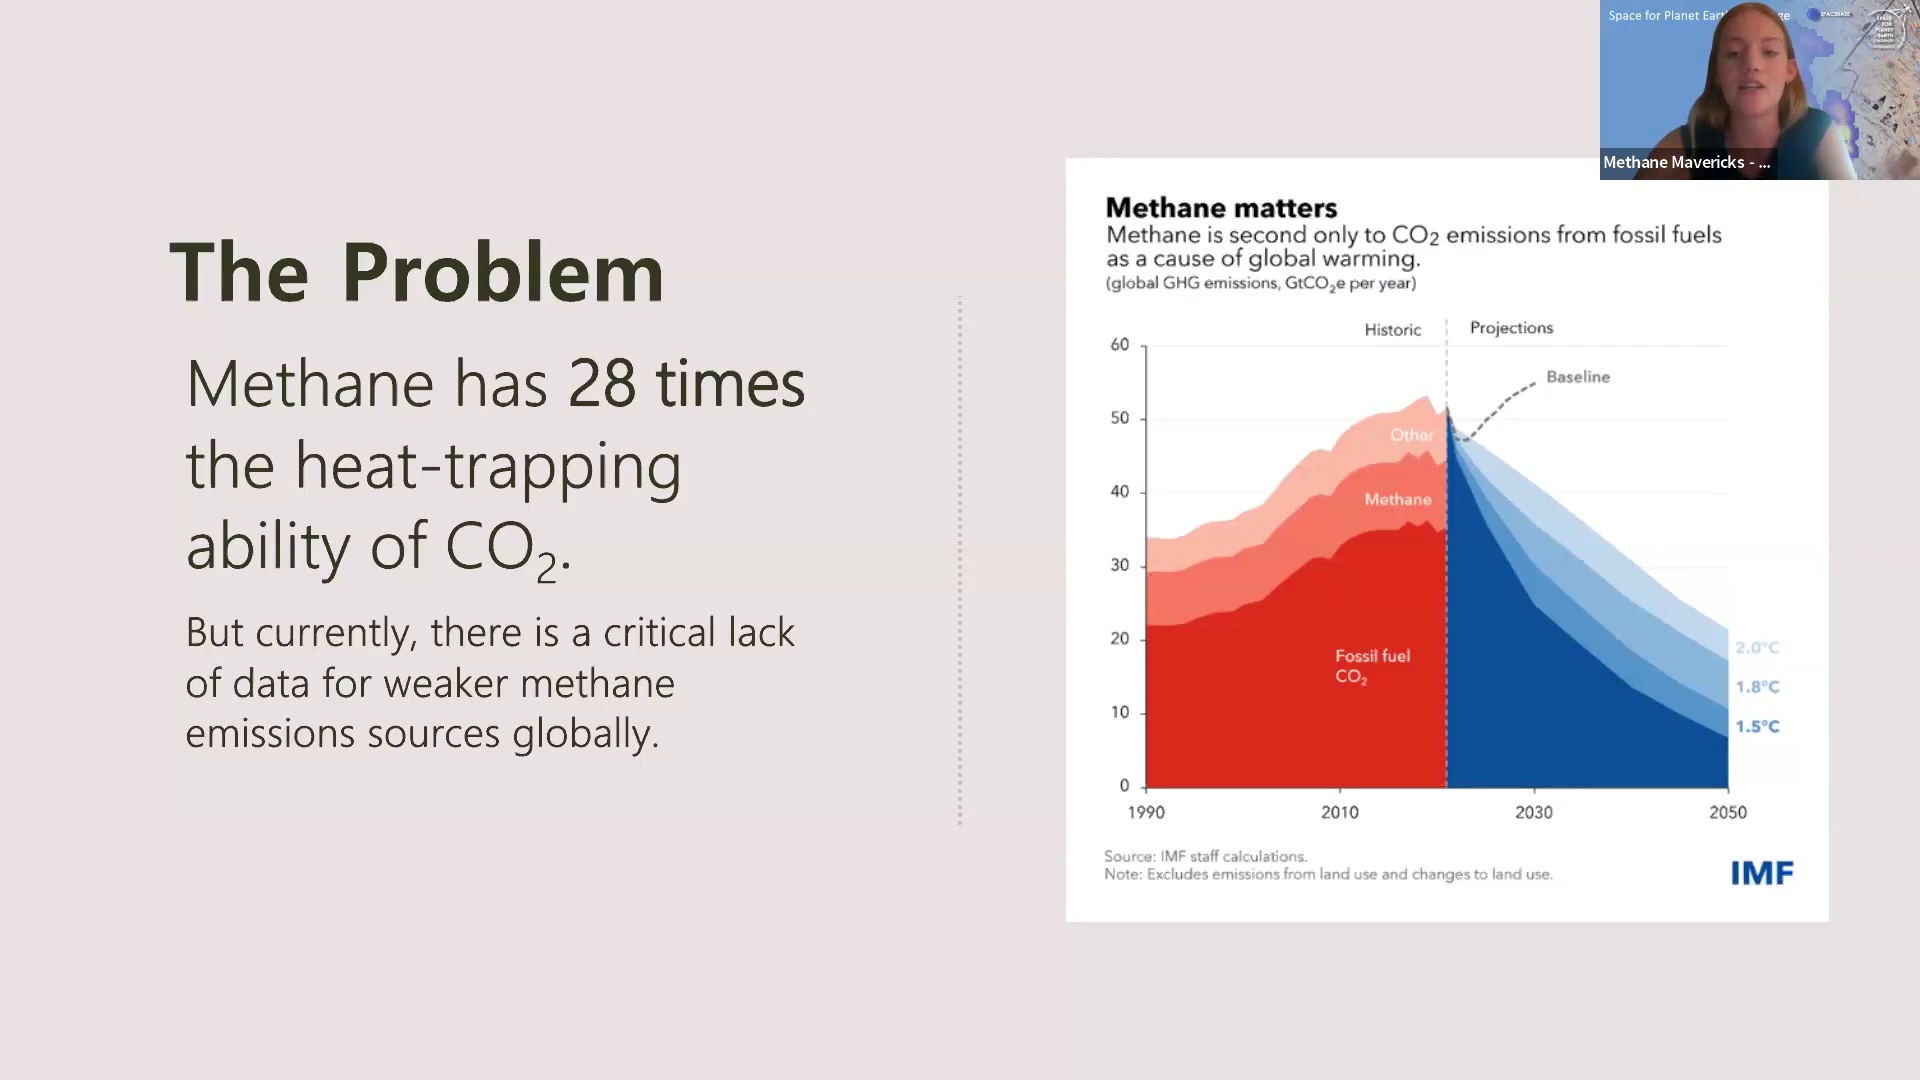 The Problem
Methane has 28 times
the heat-trapping
ability of CO₂.
But currently, there is a critical lack
of data for weaker methane
emissions sources globally.
Methane matters
Methane is second only to CO₂ emissions from fossil fuels
as a cause of global warming.
(global GHG emissions, GtCO₂e per year)
Historic
Projections
60
50
40
30
20
10
0
Baseline
Other
Methane
Fossil fuel
CO₂
2.0°C
1.8°C
1.5°C
1990
2010
2030
2050
Source: IMF staff calculations.
Note: Excludes emissions from land use and changes to land use.
IMF
Space for Planet
SPACEBASE
SPACE
FOR
PLANET
EARTH
Methane Mavericks - ...